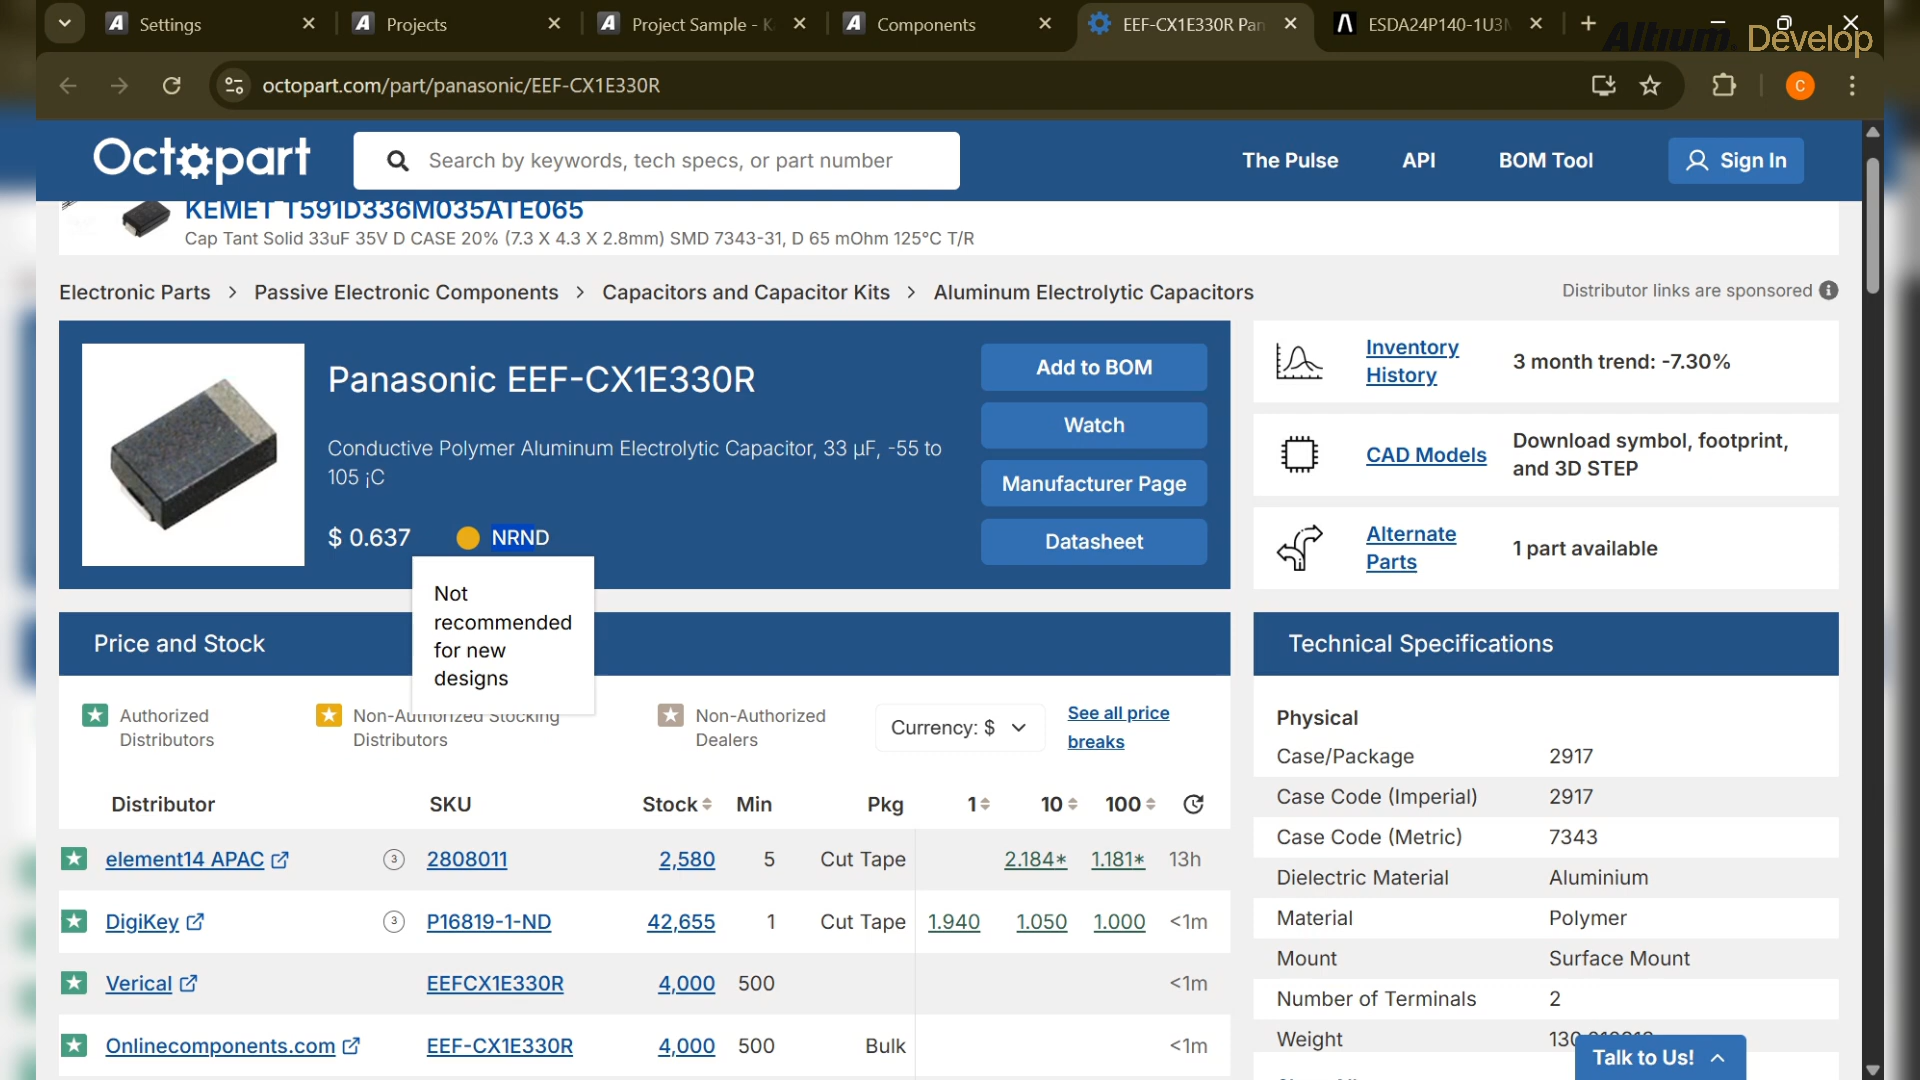 Settings
Projects
Project Sample - K
Components
EEF-CX1E330R Pan
ESDA24P140-1U3M
Altium. Develop
octopart.com/part/panasonic/EEF-CX1E330R
C
Octopart
Search by keywords, tech specs, or part number
The Pulse
API
BOM Tool
Sign In
KEMET T591D336M035ATE065
Cap Tant Solid 33uF 35V D CASE 20% (7.3 X 4.3 X 2.8mm) SMD 7343-31, D 65 mOhm 125°C T/R
Electronic Parts > Passive Electronic Components > Capacitors and Capacitor Kits > Aluminum Electrolytic Capacitors
Distributor links are sponsored
Panasonic EEF-CX1E330R
Conductive Polymer Aluminum Electrolytic Capacitor, 33 µF, -55 to
105 ¡C
$ 0.637
NRND
Not
recommended
for new
designs
Add to BOM
Watch
Manufacturer Page
Datasheet
Inventory
History
3 month trend: -7.30%
CAD Models
Download symbol, footprint,
and 3D STEP
Alternate
Parts
1 part available
Price and Stock
Authorized
Distributors
Non-Authorized Stocking
Distributors
Non-Authorized
Dealers
Currency: $
See all price
breaks
Distributor SKU Stock Min Pkg 1 10 100
element14 APAC 3 2808011 2,580 5 Cut Tape 2.184* 1.181* 13h
DigiKey 3 P16819-1-ND 42,655 1 Cut Tape 1.940 1.050 1.000 <1m
Verical EEFCX1E330R 4,000 500 <1m
Onlinecomponents.com EEF-CX1E330R 4,000 500 Bulk <1m
Technical Specifications
Physical
Case/Package 2917
Case Code (Imperial) 2917
Case Code (Metric) 7343
Dielectric Material Aluminium
Material Polymer
Mount Surface Mount
Number of Terminals 2
Weight
Talk to Us!